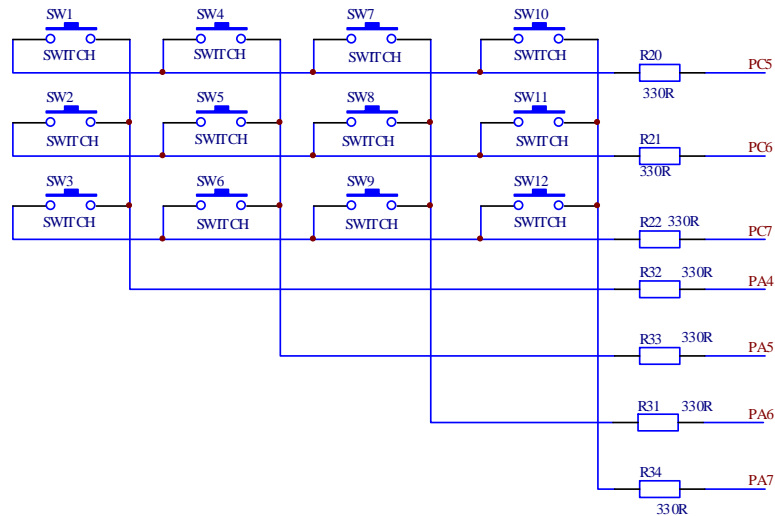 SW1 SW4 SW7 SW10
SWITCH SWITCH SWITCH SWITCH
R20 PC5
330R
SW2 SW5 SW8 SW11
SWITCH SWITCH SWITCH SWITCH
R21 PC6
330R
SW3 SW6 SW9 SW12
SWITCH SWITCH SWITCH SWITCH
R22 330R PC7
R32 330R PA4
R33 330R PA5
R31 330R PA6
R34 PA7
330R